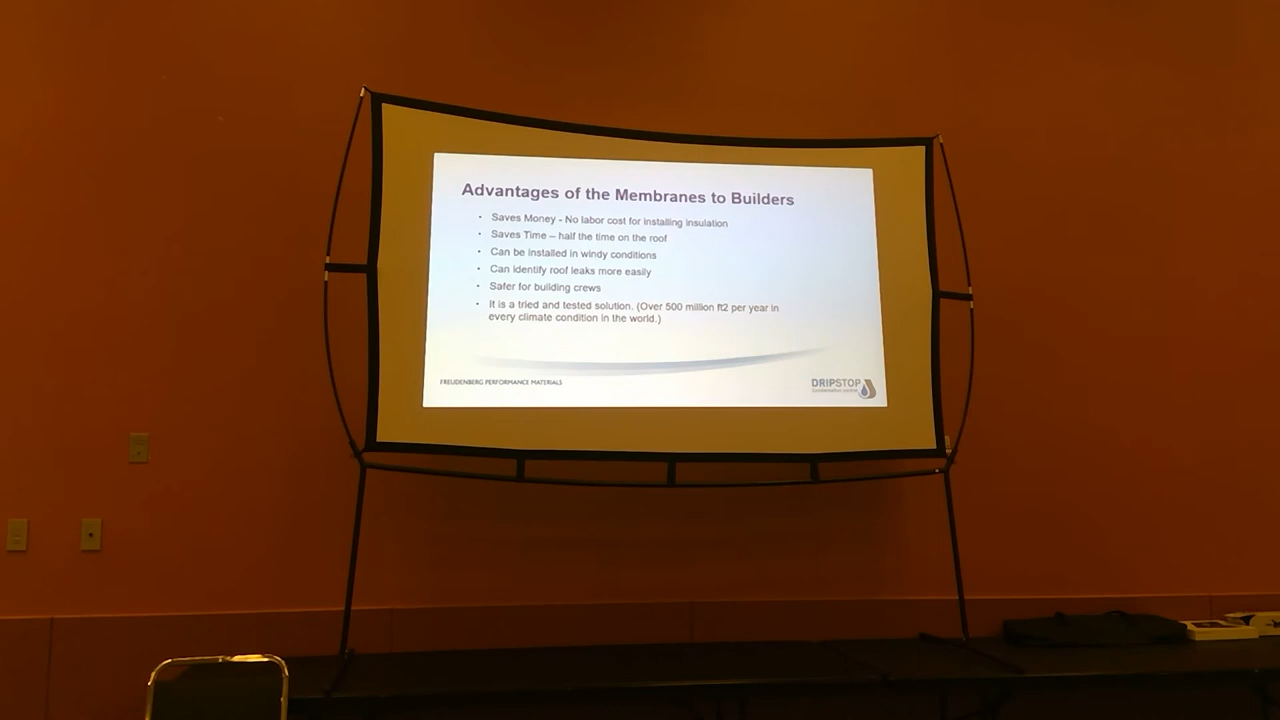 Advantages of the Membranes to Builders
• Saves Money - No labor cost for installing insulation
• Saves Time – half the time on the roof
• Can be installed in windy conditions
• Can identify roof leaks more easily
• Safer for building crews
• It is a tried and tested solution. (Over 500 million ft2 per year in
every climate condition in the world.)
FREUDENBERG PERFORMANCE MATERIALS
DRIPSTOP